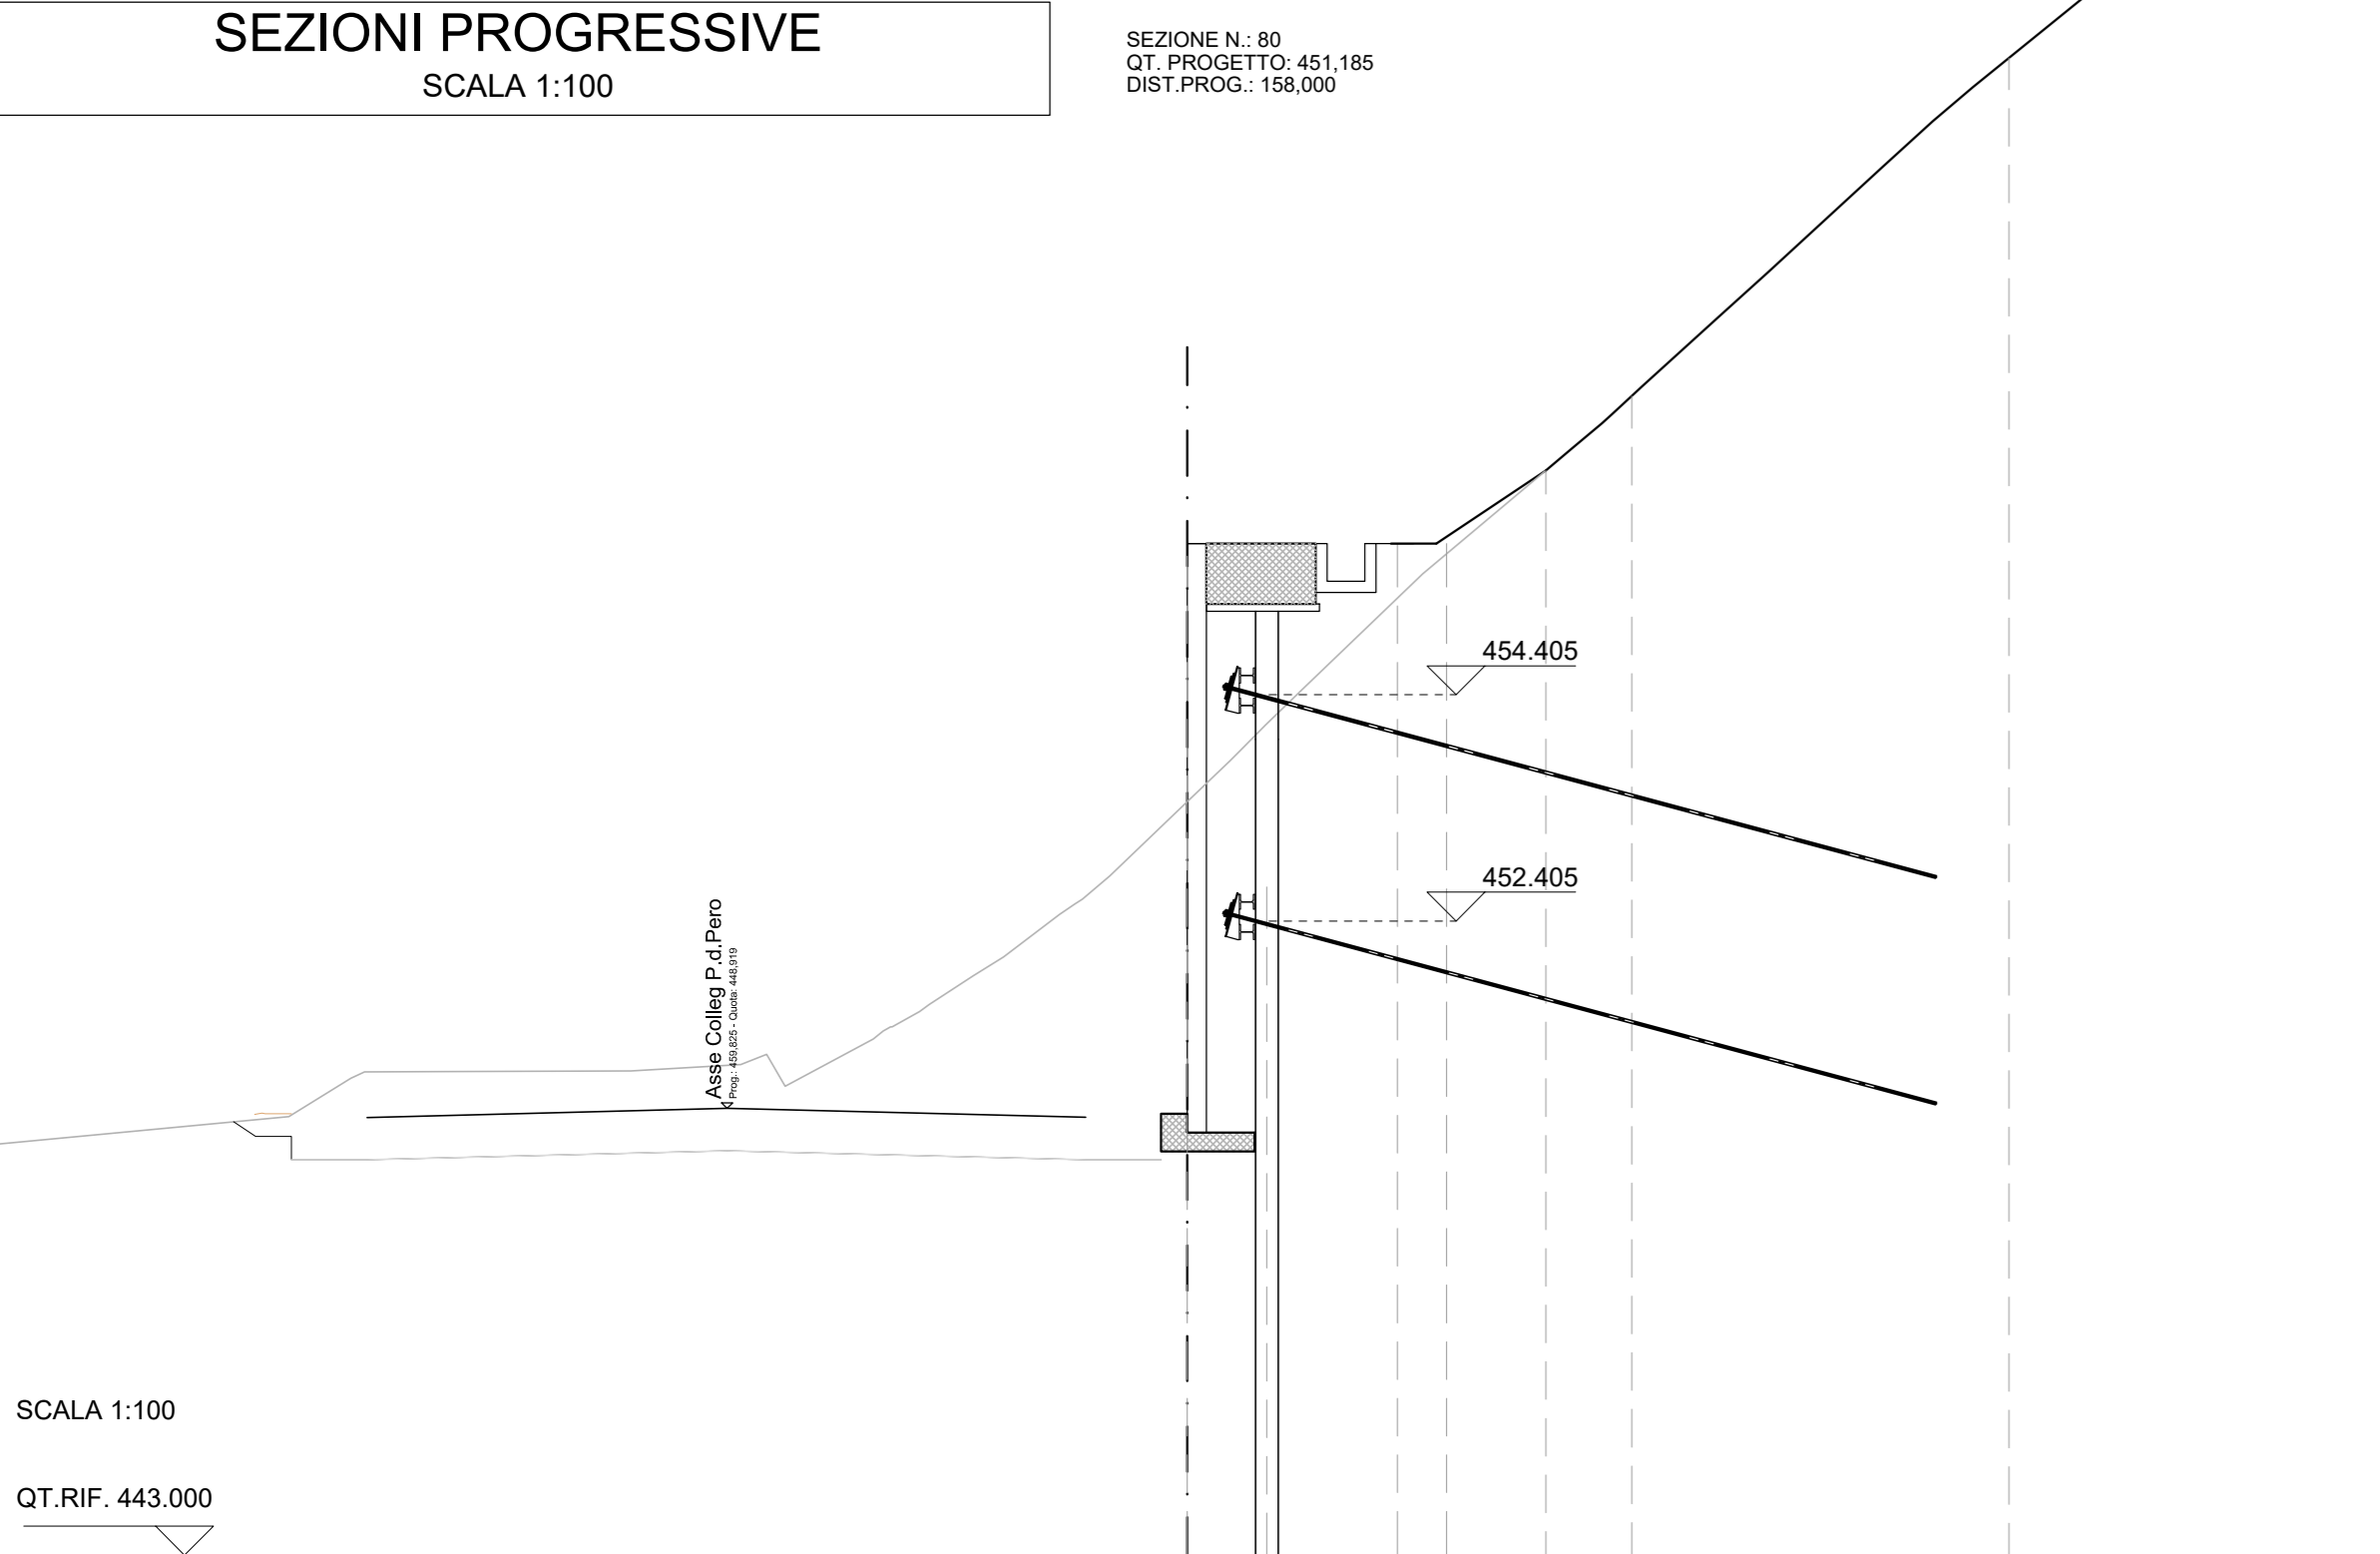 SEZIONI PROGRESSIVE
SCALA 1:100
SEZIONE N.: 80
QT. PROGETTO: 451,185
DIST.PROG.: 158,000
454.405
452.405
Asse Colleg P.d.Pero
Prog.: 459,825 - Quota: 448,919
SCALA 1:100
QT.RIF. 443.000